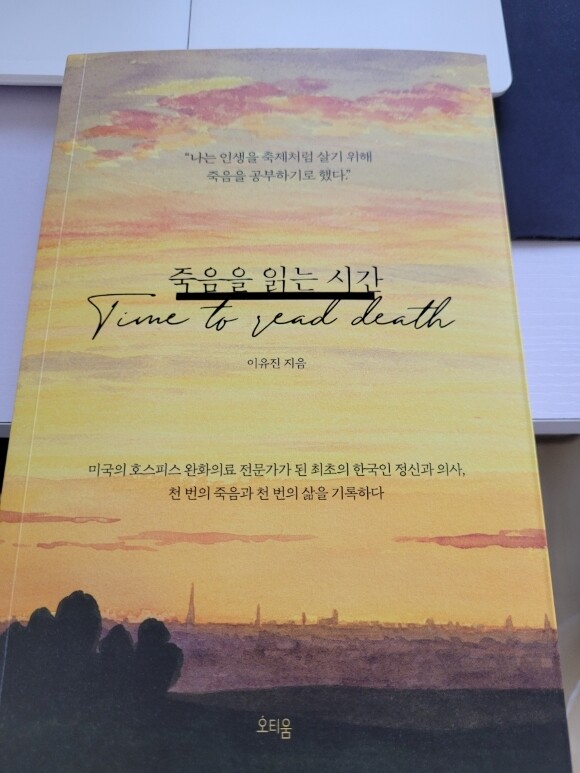 “나는 인생을 축제처럼 살기 위해
죽음을 공부하기로 했다.”
죽음을 읽는 시간
Time to read death
이유진 지음
미국의 호스피스 완화의료 전문가가 된 최초의 한국인 정신과 의사,
천 번의 죽음과 천 번의 삶을 기록하다
오티움